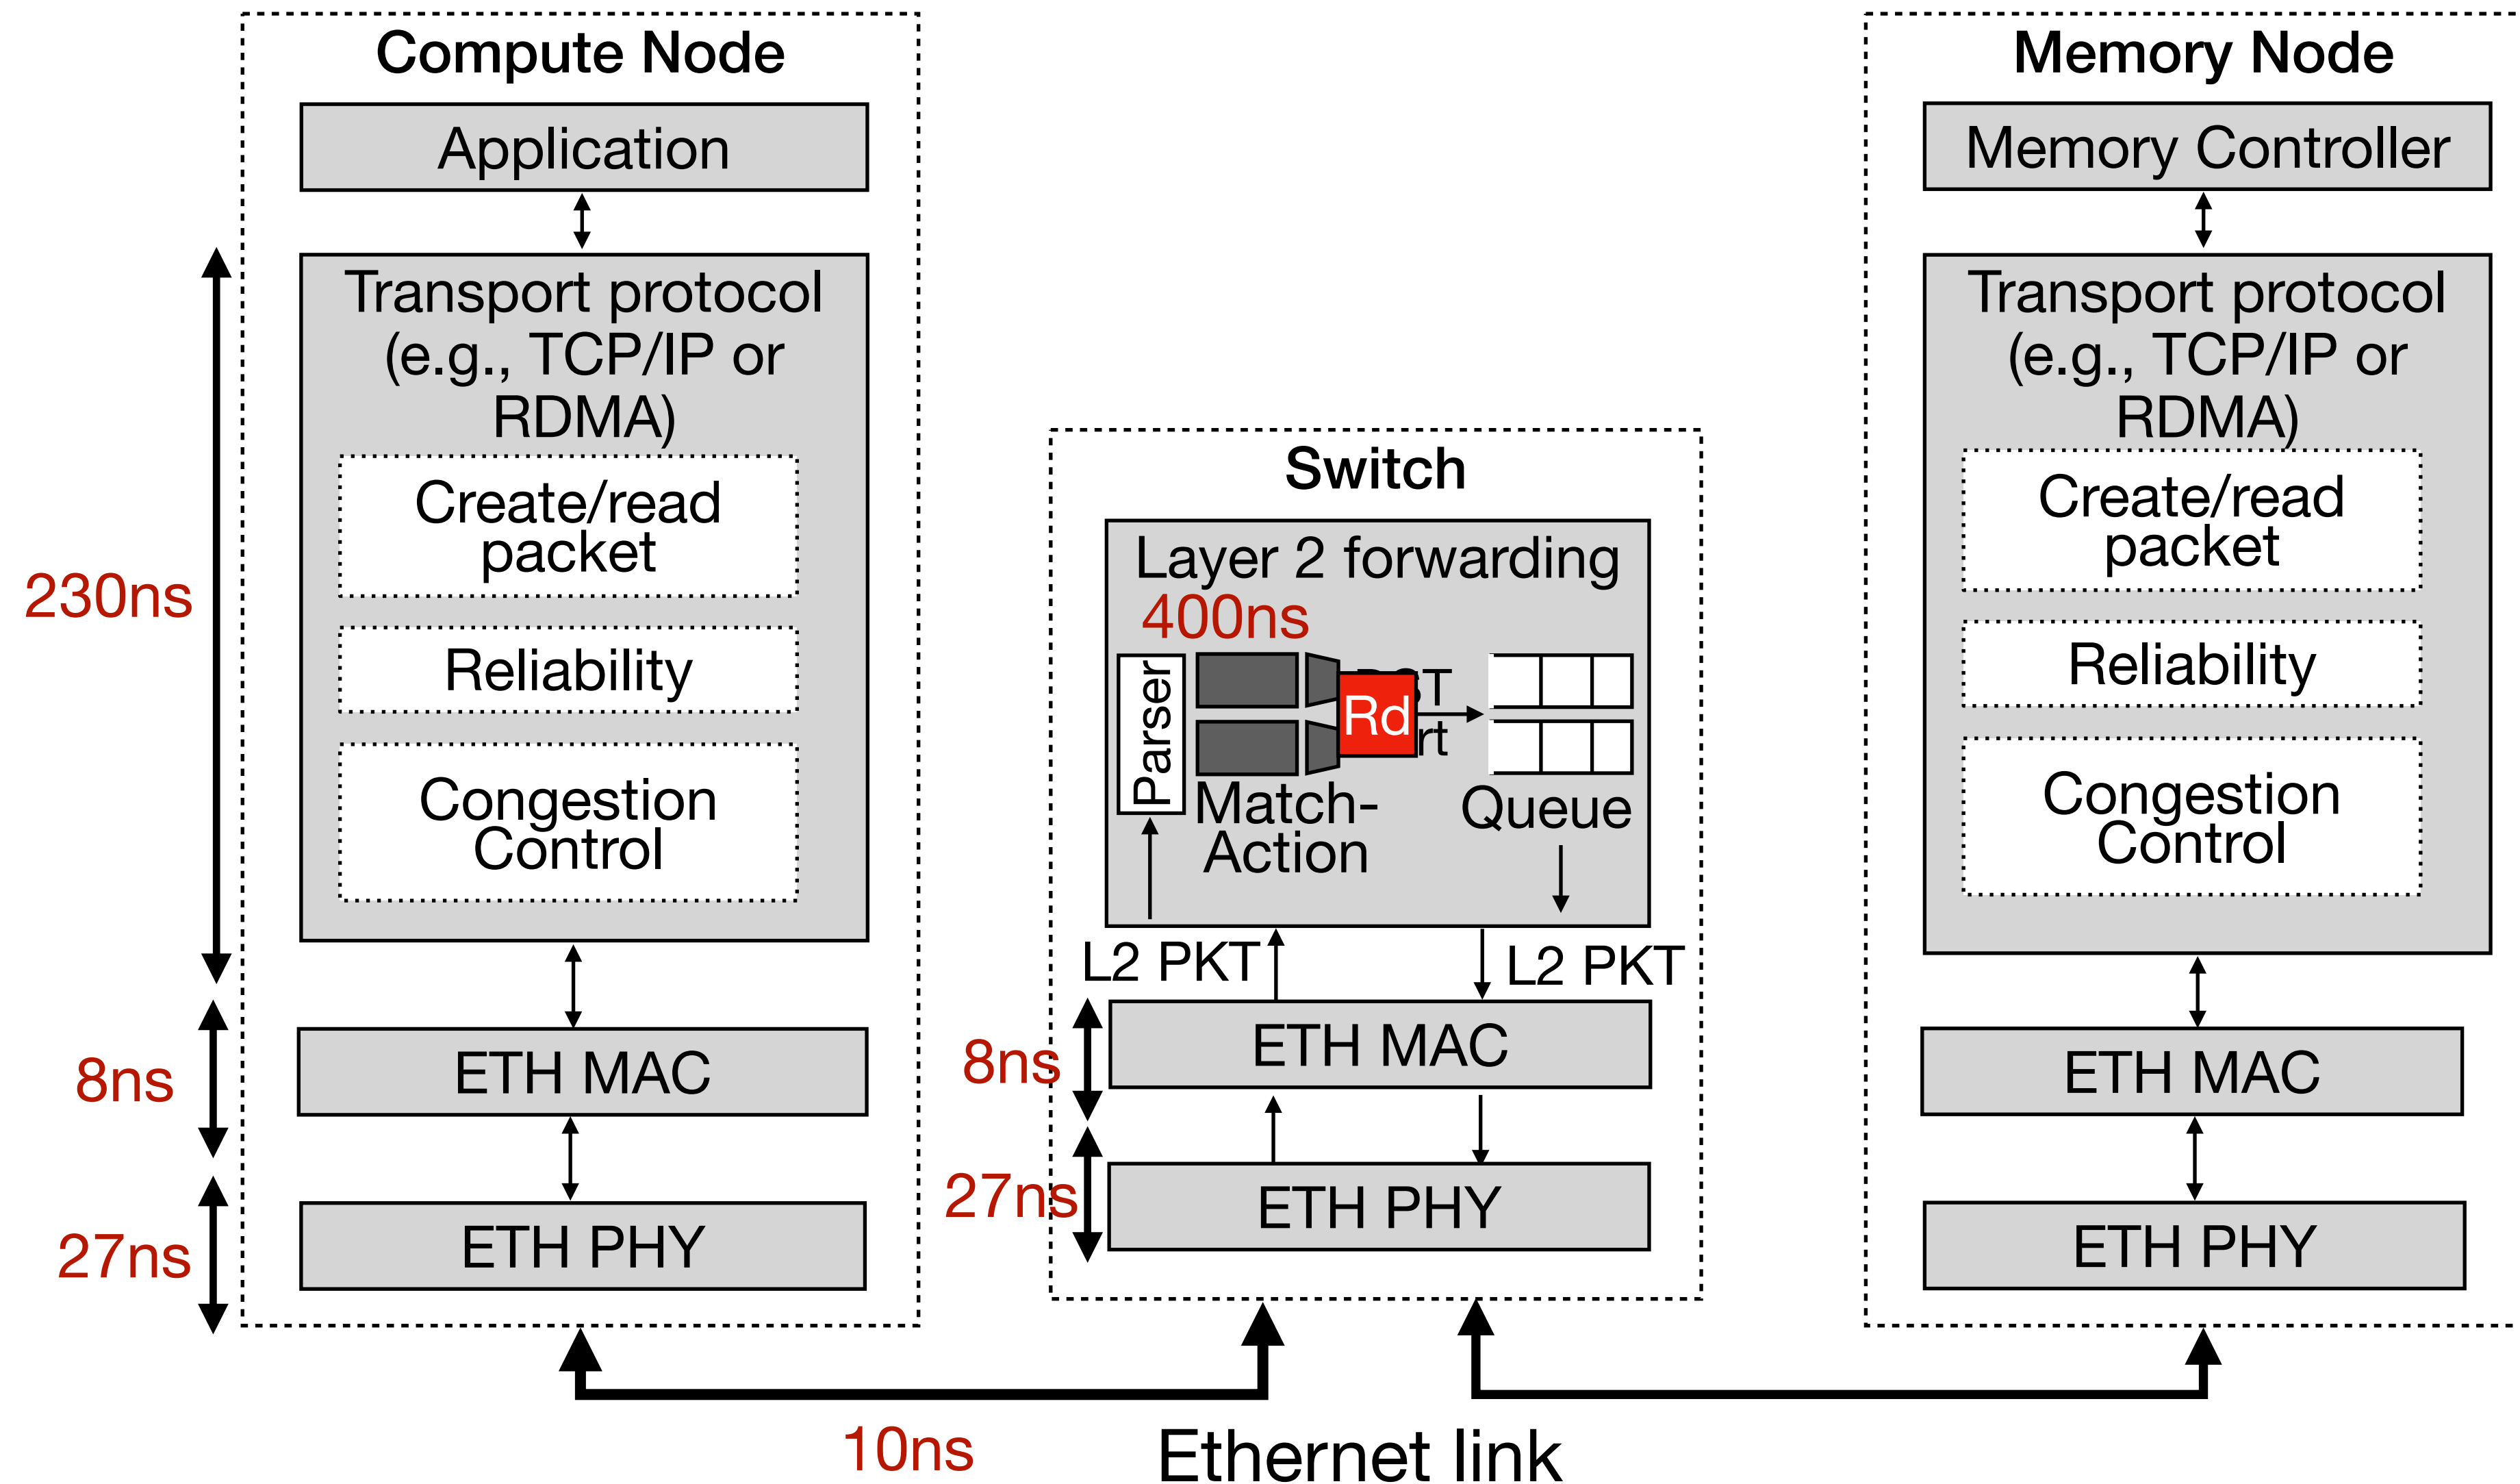 Compute Node
Application
Transport protocol
(e.g., TCP/IP or
RDMA)
Create/read
packet
Reliability
Congestion
Control
ETH MAC
ETH PHY
230ns
8ns
27ns
Switch
Layer 2 forwarding
400ns
Parser
Rd
Match-
Action
Queue
L2 PKT
L2 PKT
8ns
ETH MAC
27ns
ETH PHY
Memory Node
Memory Controller
Transport protocol
(e.g., TCP/IP or
RDMA)
Create/read
packet
Reliability
Congestion
Control
ETH MAC
ETH PHY
10ns
Ethernet link